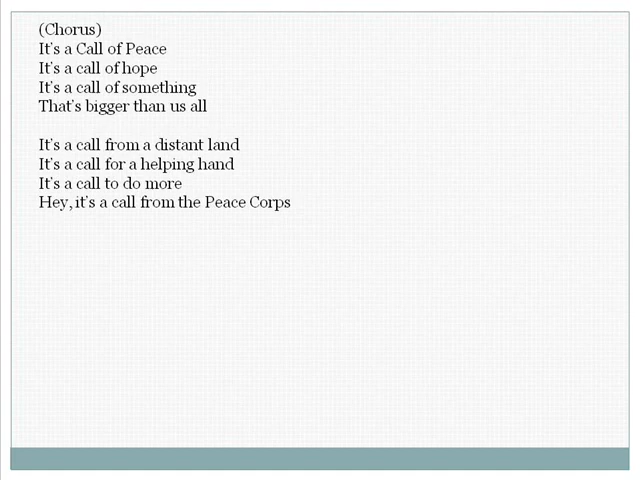 (Chorus)
It's a Call of Peace
It's a call of hope
It's a call of something
That's bigger than us all
It's a call from a distant land
It's a call for a helping hand
It's a call to do more
Hey, it's a call from the Peace Corps